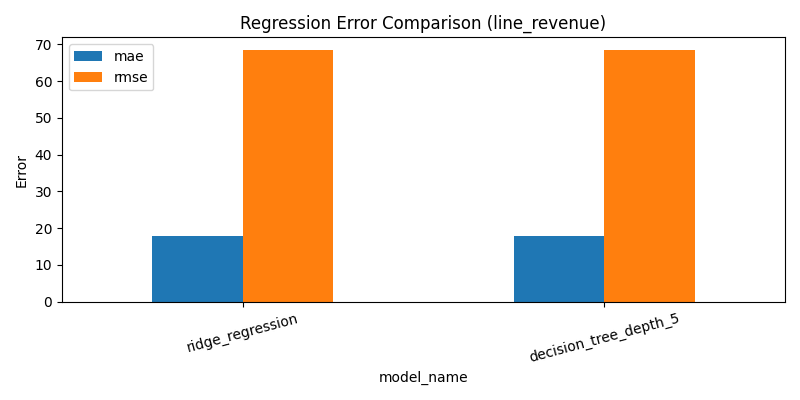 Regression Error Comparison (line_revenue)
70
60
50
40
30
20
10
0
Error
mae
rmse
ridge_regression
decision_tree_depth_5
model_name